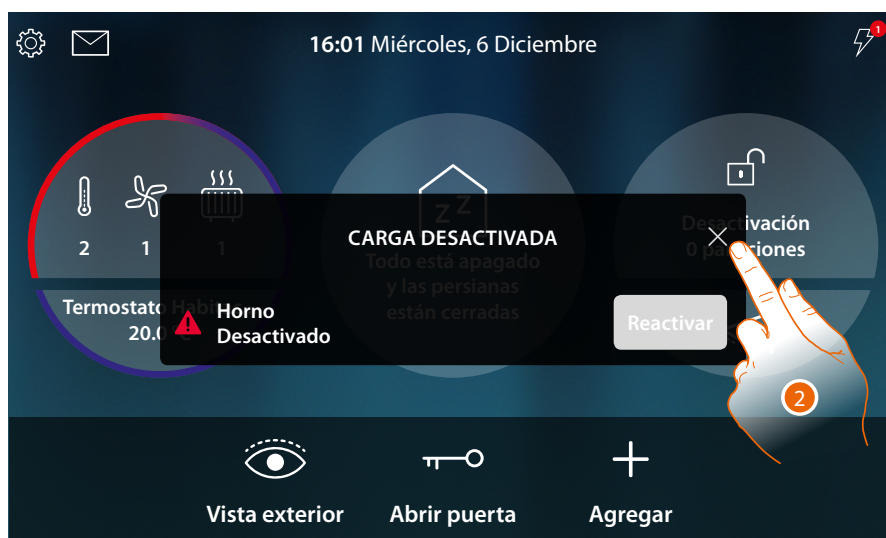 16:01 Miércoles, 6 Diciembre
1
2 1 1
CARGA DESACTIVADA
Todo está apagado
y las persianas
están cerradas
Desactivación
0 particiones
Termostato
20.0
Horno
Desactivado
Reactivar
2
Vista exterior Abrir puerta Agregar